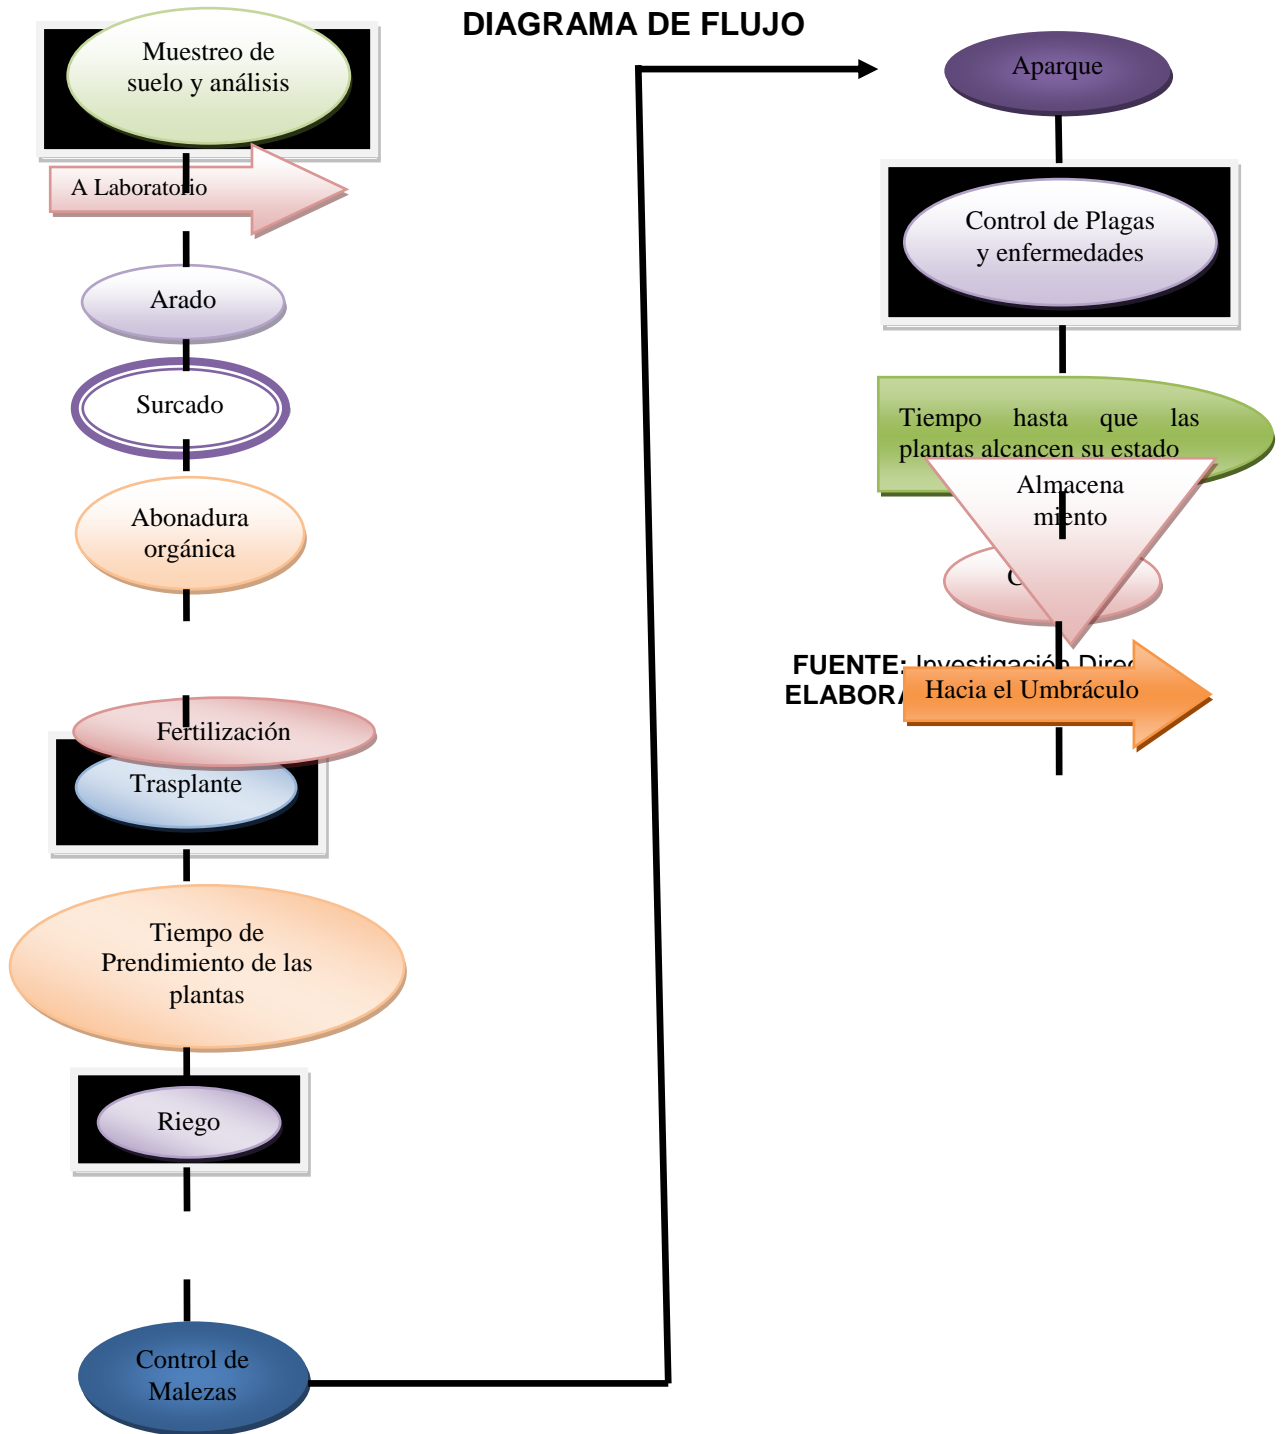 DIAGRAMA DE FLUJO
Muestreo de
suelo y análisis
A Laboratorio
Arado
Surcado
Abonadura
orgánica
Fertilización
Trasplante
Tiempo de
Prendimiento de las
plantas
Riego
Control de
Malezas
Aparque
Control de Plagas
y enfermedades
Tiempo hasta que las
plantas alcancen su estado
Almacena
miento
FUENTE: Investigación
Hacia el Umbráculo